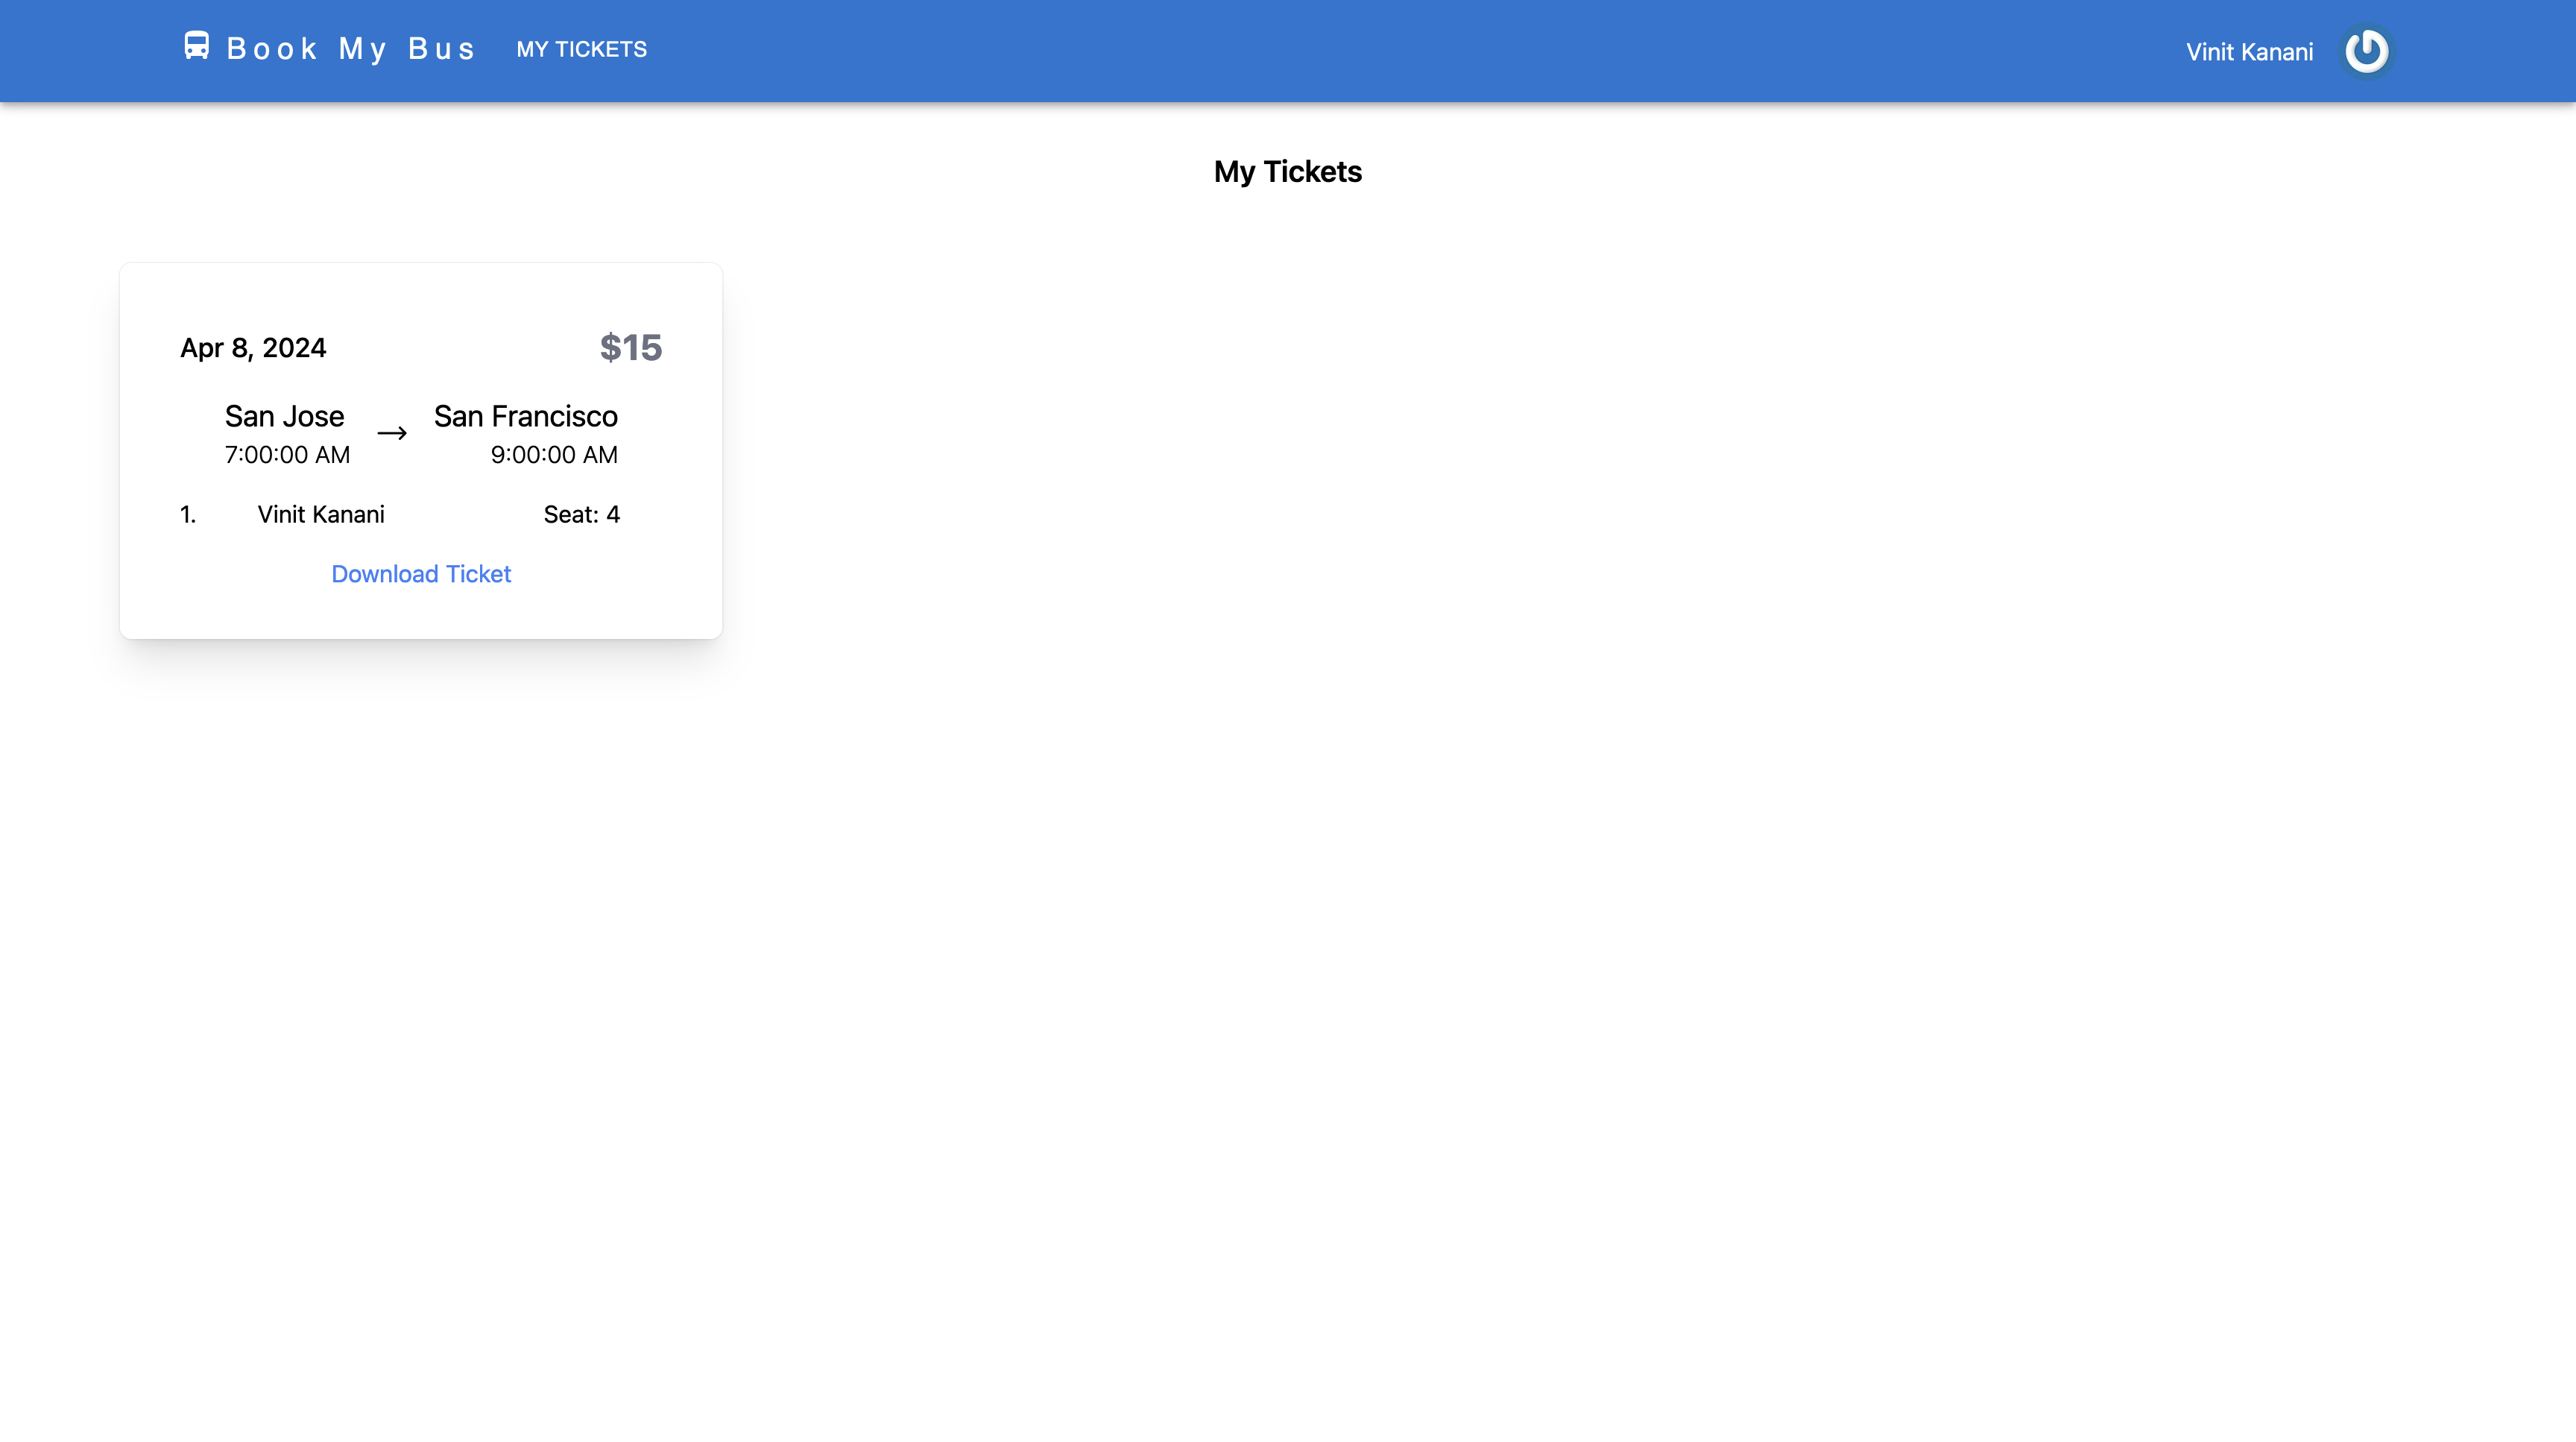 Book My Bus MY TICKETS Vinit Kanani
My Tickets
Apr 8, 2024 $15
San Jose → San Francisco
7:00:00 AM 9:00:00 AM
1. Vinit Kanani Seat: 4
Download Ticket